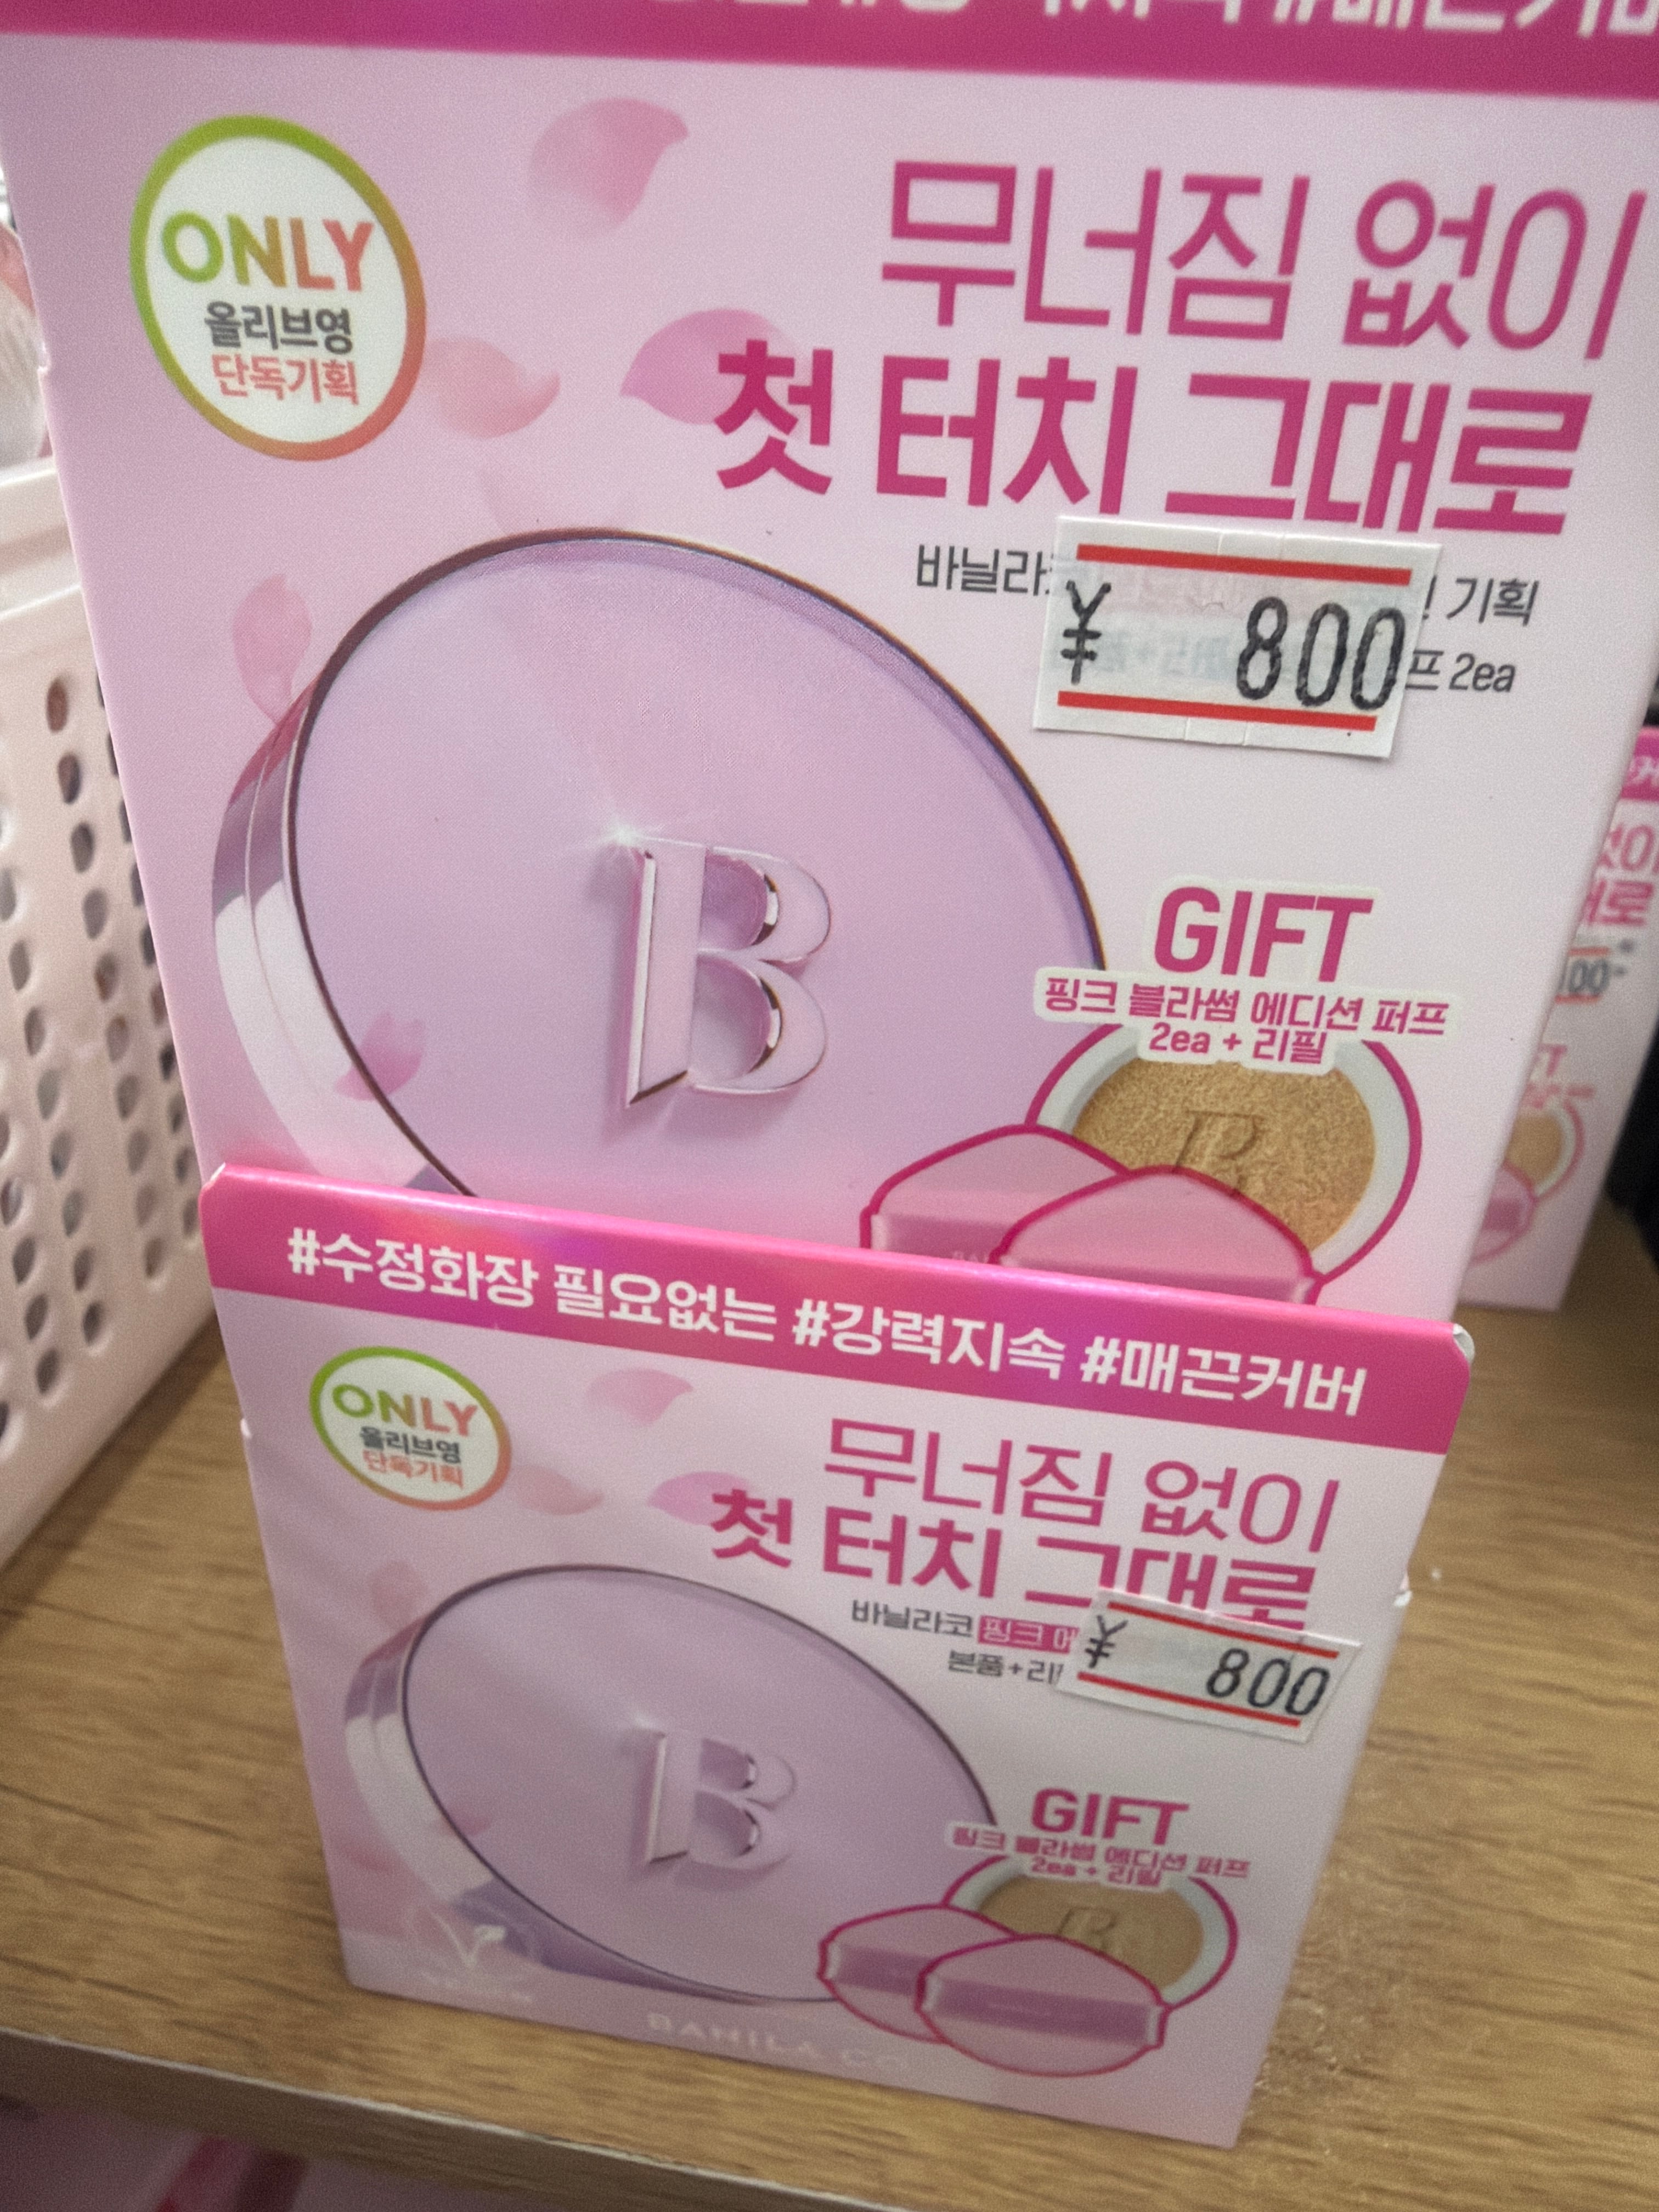 ONLY
올리브영
단독기획
무너짐 없이
첫 터치 그대로
기획
2ea
¥ 800
GIFT
핑크 블라썸 에디션 퍼프
2ea + 리필
#수정화장 필요없는 #강력지속 #매끈커버
ONLY
올리브영
단독기획
무너짐 없이
첫 터치 그대로
바닐라코 핑크
본품+리
¥ 800
GIFT
핑크 블라썸 에디션 퍼프
2ea + 리필
BANILA CO